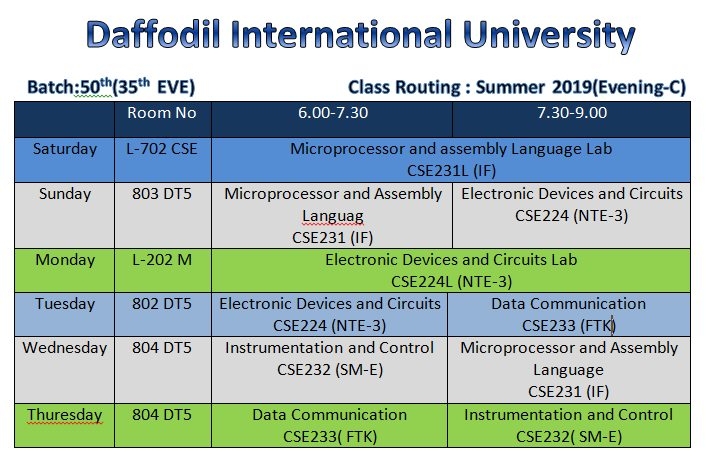 Daffodil International University
Batch:50th(35th EVE) Class Routing : Summer 2019(Evening-C)
Room No 6.00-7.30 7.30-9.00
Saturday L-702 CSE Microprocessor and assembly Language Lab
CSE231L (IF)
Sunday 803 DT5 Microprocessor and Assembly Electronic Devices and Circuits
Languag CSE224 (NTE-3)
CSE231 (IF)
Monday L-202 M Electronic Devices and Circuits Lab
CSE224L (NTE-3)
Tuesday 802 DT5 Electronic Devices and Circuits Data Communication
CSE224 (NTE-3) CSE233 (FTK)
Wednesday 804 DT5 Instrumentation and Control Microprocessor and Assembly
CSE232 (SM-E) Language
CSE231 (IF)
Thuresday 804 DT5 Data Communication Instrumentation and Control
CSE233( FTK) CSE232( SM-E)